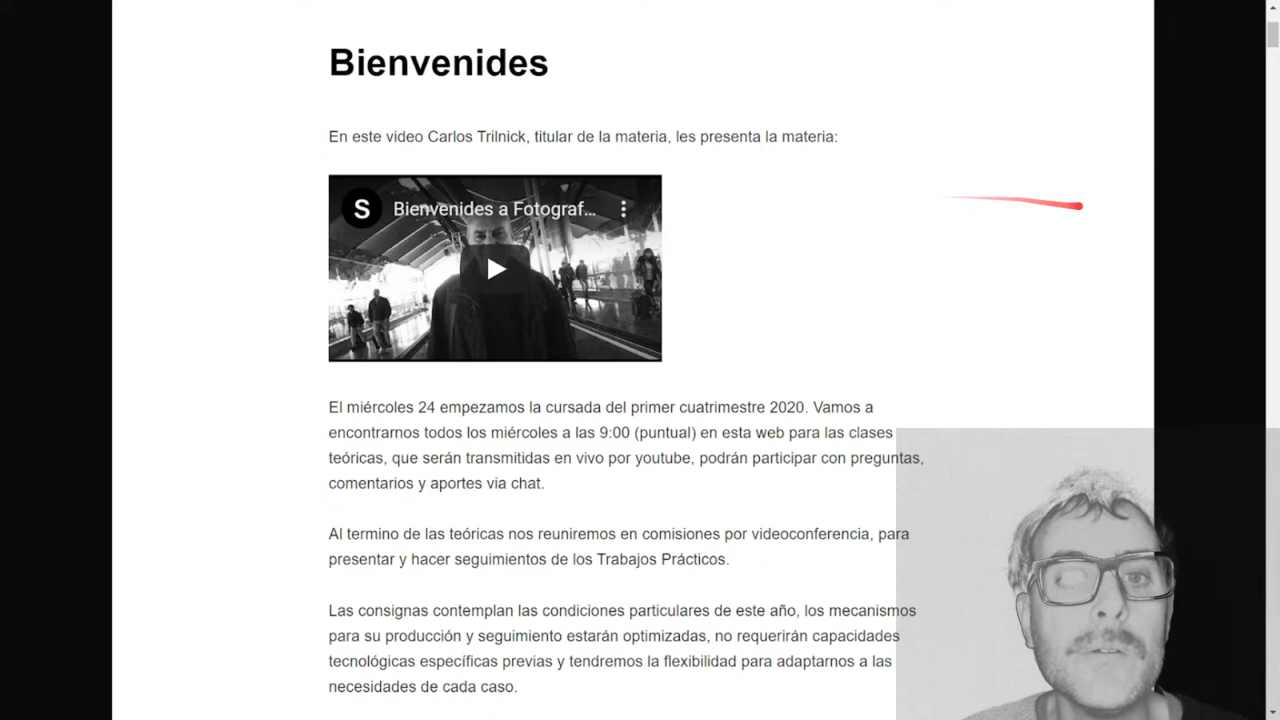 Bienvenides
En este video Carlos Trilnick, titular de la materia, les presenta la materia:
S
Bienvenides a Fotograf...
El miércoles 24 empezamos la cursada del primer cuatrimestre 2020. Vamos a
encontrarnos todos los miércoles a las 9:00 (puntual) en esta web para las clases
teóricas, que serán transmitidas en vivo por youtube, podrán participar con preguntas,
comentarios y aportes via chat.
Al termino de las teóricas nos reuniremos en comisiones por videoconferencia, para
presentar y hacer seguimientos de los Trabajos Prácticos.
Las consignas contemplan las condiciones particulares de este año, los mecanismos
para su producción y seguimiento estarán optimizadas, no requerirán capacidades
tecnológicas específicas previas y tendremos la flexibilidad para adaptarnos a las
necesidades de cada caso.